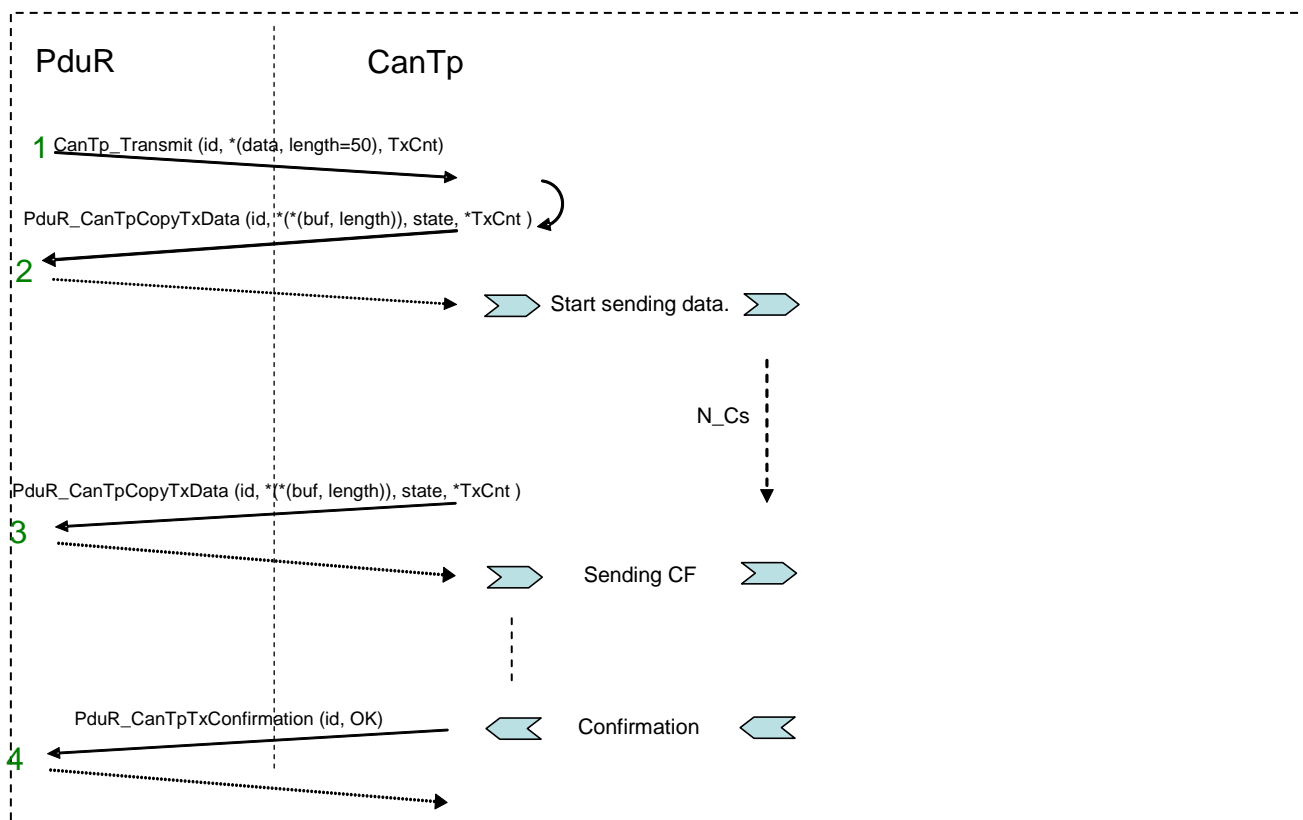 PduR
CanTp
1
CanTp_Transmit (id, *(data, length=50), TxCnt)
PduR_CanTpCopyTxData (id, *(*(buf, length)), state, *TxCnt )
2
Start sending data.
N_Cs
PduR_CanTpCopyTxData (id, *(*(buf, length)), state, *TxCnt )
3
Sending CF
PduR_CanTpTxConfirmation (id, OK)
Confirmation
4